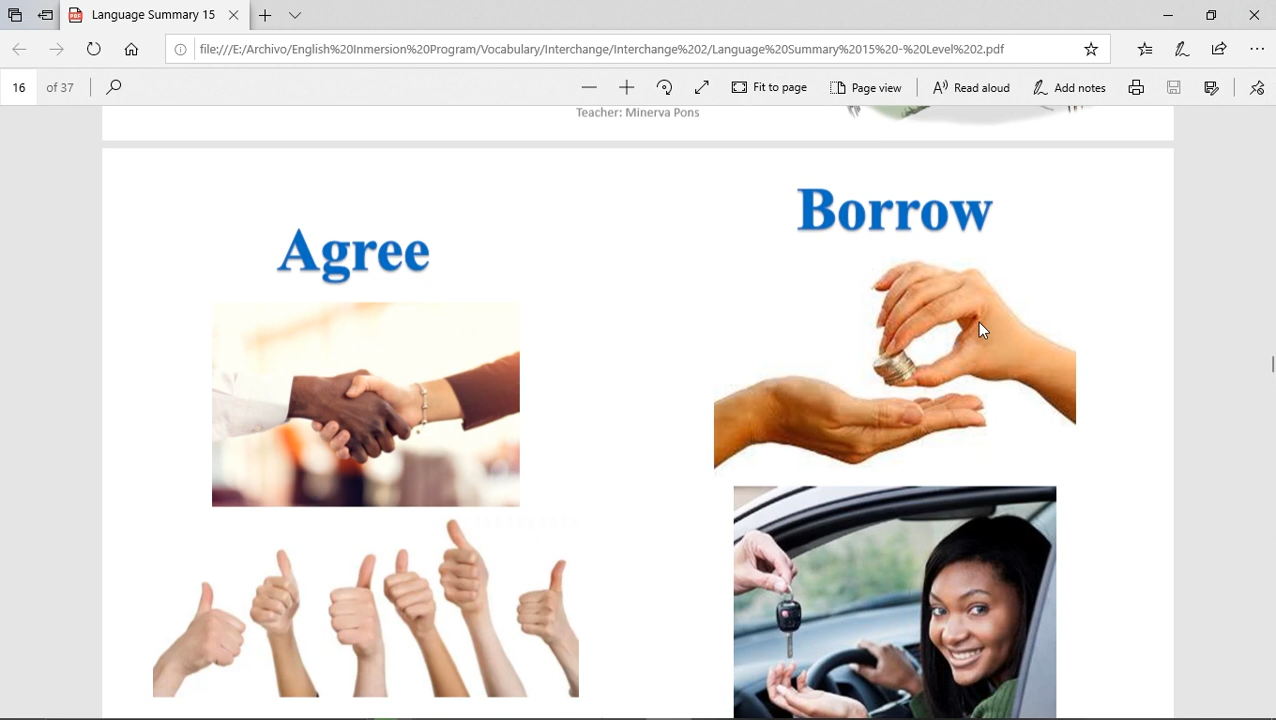 Language Summary 15
file:///E:/Archivo/English%20Inmersion%20Program/Vocabulary/Interchange/Interchange%202/Language%20Summary%2015%20-%20Level%202.pdf
16 of 37
Fit to page
Page view
Read aloud
Add notes
Teacher: Minerva Pons
Agree
Borrow